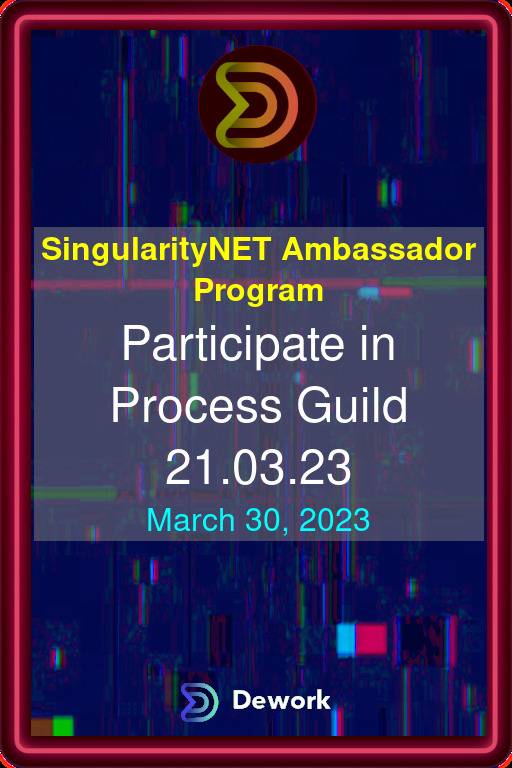 SingularityNET Ambassador
Program
Participate in
Process Guild
21.03.23
March 30, 2023
Dework